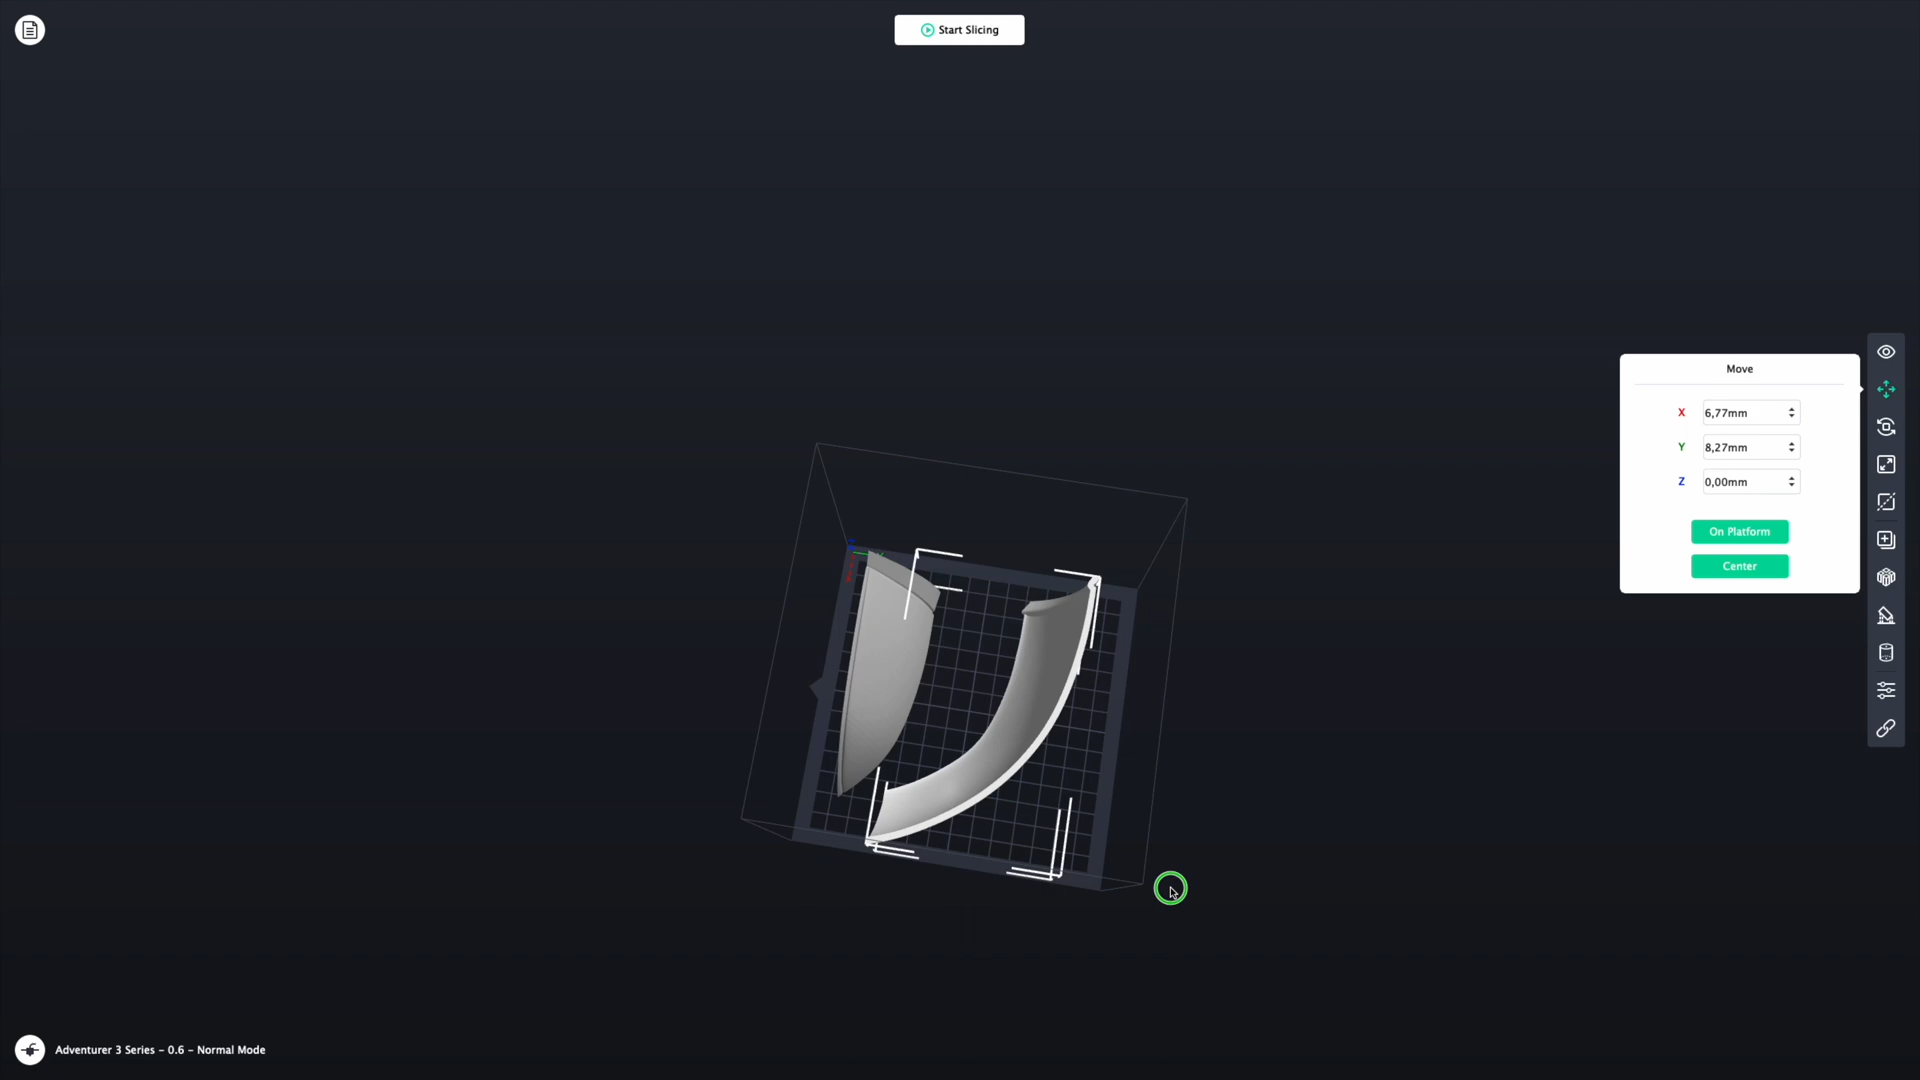 Start Slicing
Move
X 6,77mm
Y 8,27mm
Z 0,00mm
On Platform
Center
Adventurer 3 Series – 0.6 – Normal Mode